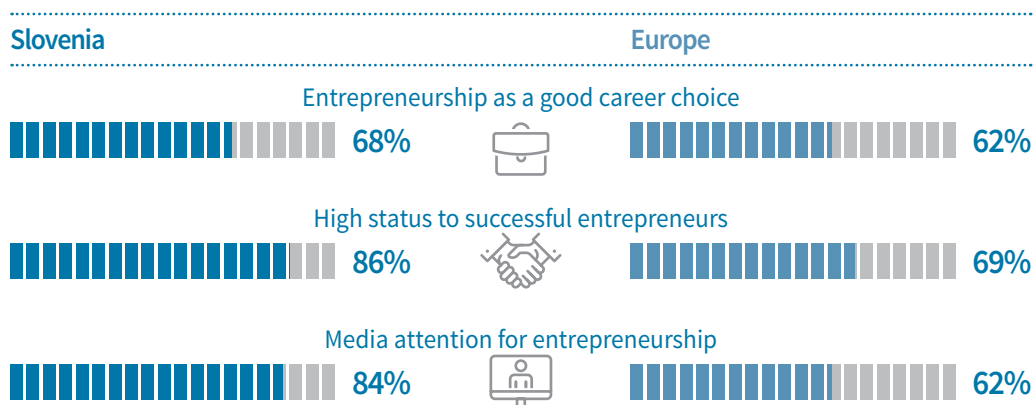 Slovenia Europe
Entrepreneurship as a good career choice
68% 62%
High status to successful entrepreneurs
86% 69%
Media attention for entrepreneurship
84% 62%